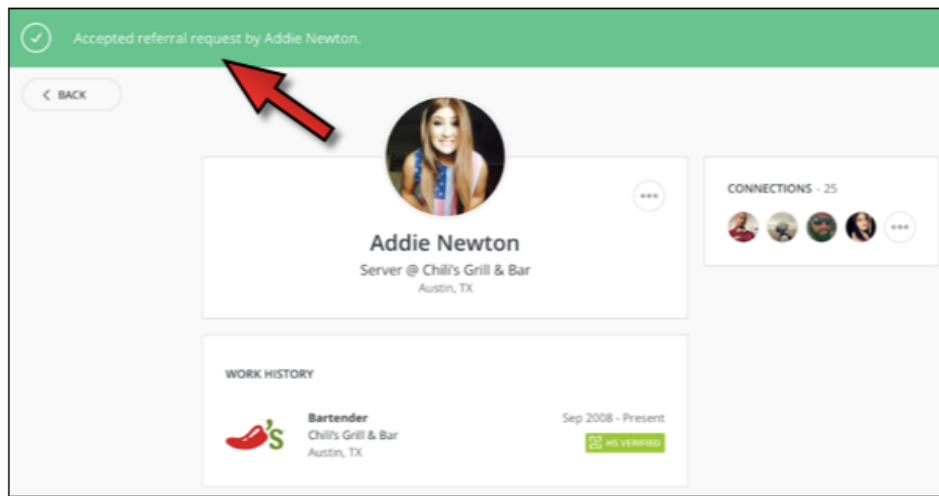 Accepted referral request by Addie Newton.
BACK
CONNECTIONS - 25
Addie Newton
Server @ Chili's Grill & Bar
Austin, TX
WORK HISTORY
Bartender
Sep 2008 - Present
Chili's Grill & Bar
HS VERIFIED
Austin, TX
's